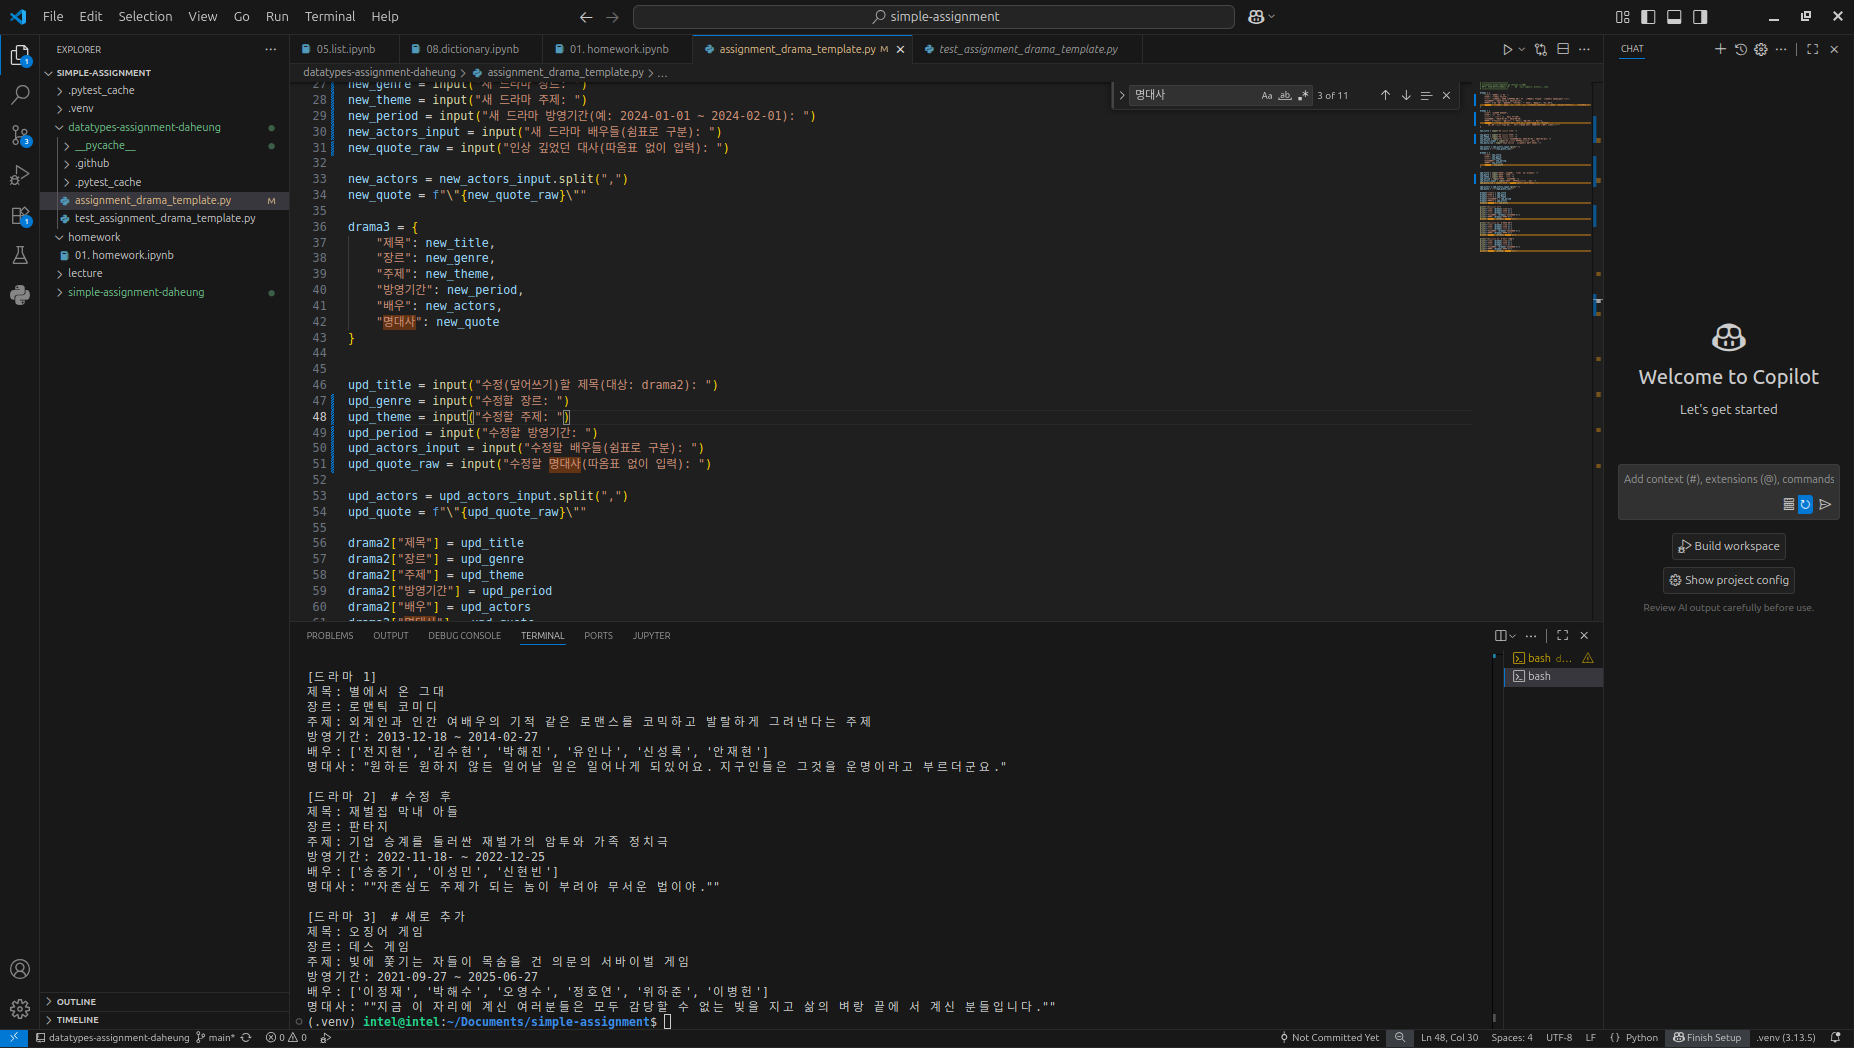 File Edit Selection View Go Run Terminal Help
simple-assignment
EXPLORER
SIMPLE-ASSIGNMENT
.pytest_cache
.venv
datatypes-assignment-daheung
__pycache__
.github
.pytest_cache
assignment_drama_template.py M
test_assignment_drama_template.py
homework
01. homework.ipynb
lecture
simple-assignment-daheung
OUTLINE
TIMELINE
05.list.ipynb 08.dictionary.ipynb 01. homework.ipynb assignment_drama_template.py M test_assignment_drama_template.py
datatypes-assignment-daheung > assignment_drama_template.py > ...
명대사 Aa ab 3 of 11
27 new_genre = input("새 드라마 장르: ")
28 new_theme = input("새 드라마 주제: ")
29 new_period = input("새 드라마 방영기간(예: 2024-01-01 ~ 2024-02-01): ")
30 new_actors_input = input("새 드라마 배우들(쉼표로 구분): ")
31 new_quote_raw = input("인상 깊었던 대사(따옴표 없이 입력): ")
32
33 new_actors = new_actors_input.split(",")
34 new_quote = f"\"{new_quote_raw}\""
35
36 drama3 = {
37 "제목": new_title,
38 "장르": new_genre,
39 "주제": new_theme,
40 "방영기간": new_period,
41 "배우": new_actors,
42 "명대사": new_quote
43 }
44
45
46 upd_title = input("수정(덮어쓰기)할 제목(대상: drama2): ")
47 upd_genre = input("수정할 장르: ")
48 upd_theme = input("수정할 주제: ")
49 upd_period = input("수정할 방영기간: ")
50 upd_actors_input = input("수정할 배우들(쉼표로 구분): ")
51 upd_quote_raw = input("수정할 명대사(따옴표 없이 입력): ")
52
53 upd_actors = upd_actors_input.split(",")
54 upd_quote = f"\"{upd_quote_raw}\""
55
56 drama2["제목"] = upd_title
57 drama2["장르"] = upd_genre
58 drama2["주제"] = upd_theme
59 drama2["방영기간"] = upd_period
60 drama2["배우"] = upd_actors
61 drama2["명대사"] = upd_quote
PROBLEMS OUTPUT DEBUG CONSOLE TERMINAL PORTS JUPYTER
[드라마 1]
제목: 별에서 온 그대
장르: 로맨틱 코미디
주제: 외계인과 인간 여배우의 기적 같은 로맨스를 코믹하고 발랄하게 그려낸다는 주제
방영기간: 2013-12-18 ~ 2014-02-27
배우: ['전지현', '김수현', '박해진', '유인나', '신성록', '안재현']
명대사: "원하든 원하지 않든 일어날 일은 일어나게 되있어요. 지구인들은 그것을 운명이라고 부르더군요."
[드라마 2] # 수정 후
제목: 재벌집 막내 아들
장르: 판타지
주제: 기업 승계를 둘러싼 재벌가의 암투와 가족 정치극
방영기간: 2022-11-18- ~ 2022-12-25
배우: ['송중기', '이성민', '신현빈']
명대사: ""자존심도 주제가 되는 놈이 부려야 무서운 법이야.""
[드라마 3] # 새로 추가
제목: 오징어 게임
장르: 데스 게임
주제: 빚에 쫓기는 자들이 목숨을 건 의문의 서바이벌 게임
방영기간: 2021-09-27 ~ 2025-06-27
배우: ['이정재', '박해수', '오영수', '정호연', '위하준', '이병헌']
명대사: ""지금 이 자리에 계신 여러분들은 모두 감당할 수 없는 빚을 지고 삶의 벼랑 끝에 서 계신 분들입니다.""
(.venv) intel@intel:~/Documents/simple-assignment$
bash d...
bash
CHAT
Welcome to Copilot
Let's get started
Add context (#), extensions (@), commands
Build workspace
Show project config
Review AI output carefully before use.
datatypes-assignment-daheung main* 0 0 Not Committed Yet Ln 48, Col 30 Spaces: 4 UTF-8 LF {} Python Finish Setup .venv (3.13.5)